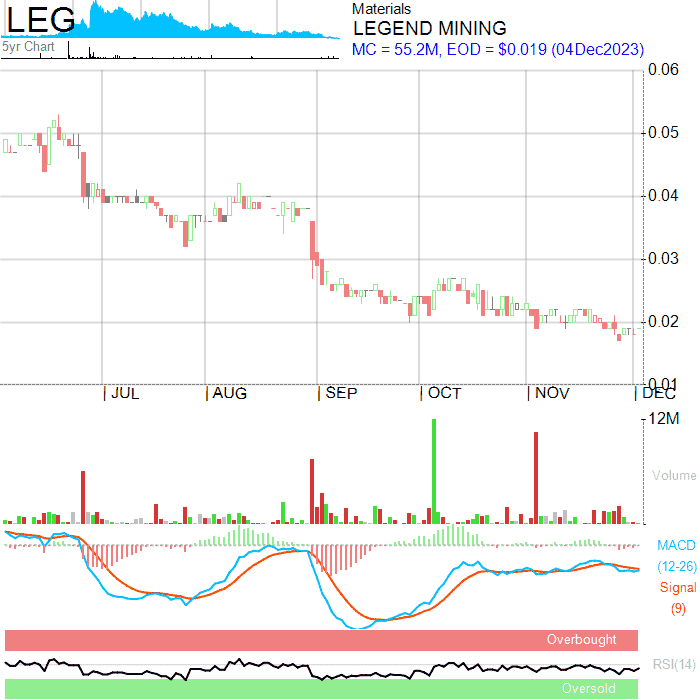 LEG
5yr Chart
Materials
LEGEND MINING
MC = 55.2M, EOD = $0.019 (04Dec2023)
0.06
0.05
0.04
0.03
0.02
0.01
JUL
AUG
SEP
OCT
NOV
DEC
12M
Volume
MACD
(12-26)
Signal
(9)
Overbought
RSI(14)
Oversold